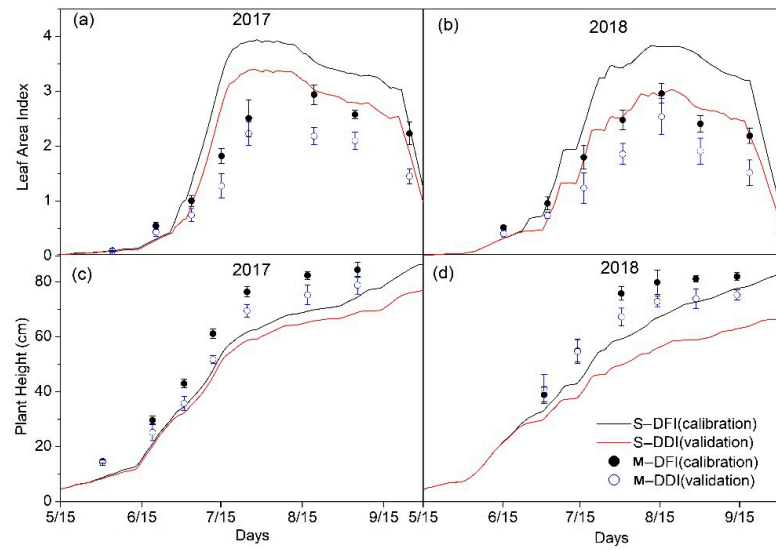 (a)
2017
(b)
2018
4
3
2
1
0
Leaf Area Index
(c)
2017
(d)
2018
80
60
40
20
0
Plant Height (cm)
S–DFI(calibration)
S–DDI(validation)
M–DFI(calibration)
M–DDI(validation)
5/15 6/15 7/15 8/15 9/15 5/15 6/15 7/15 8/15 9/15
Days Days